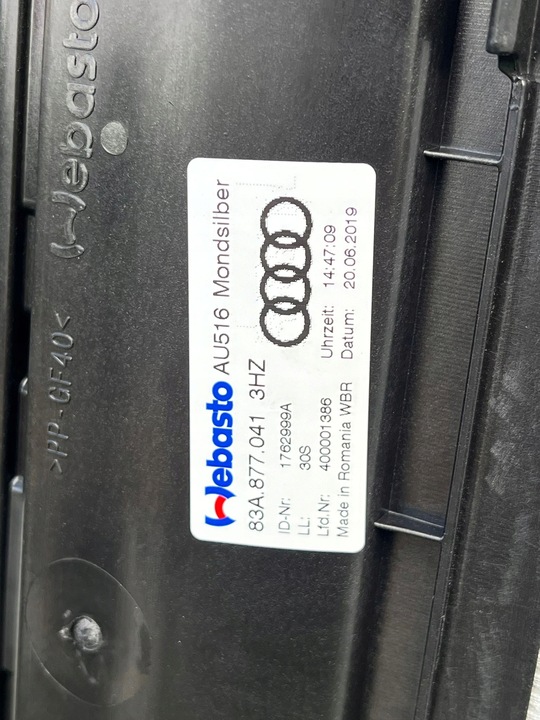 Webasto
>PP-GF40<
Webasto AU516 Mondsilber
83A.877.041 3HZ
ID-Nr: 1762999A
LL: 30S
Lfd.Nr: 400001386 Uhrzeit: 14:47:09
Made in Romania WBR Datum: 20.06.2019